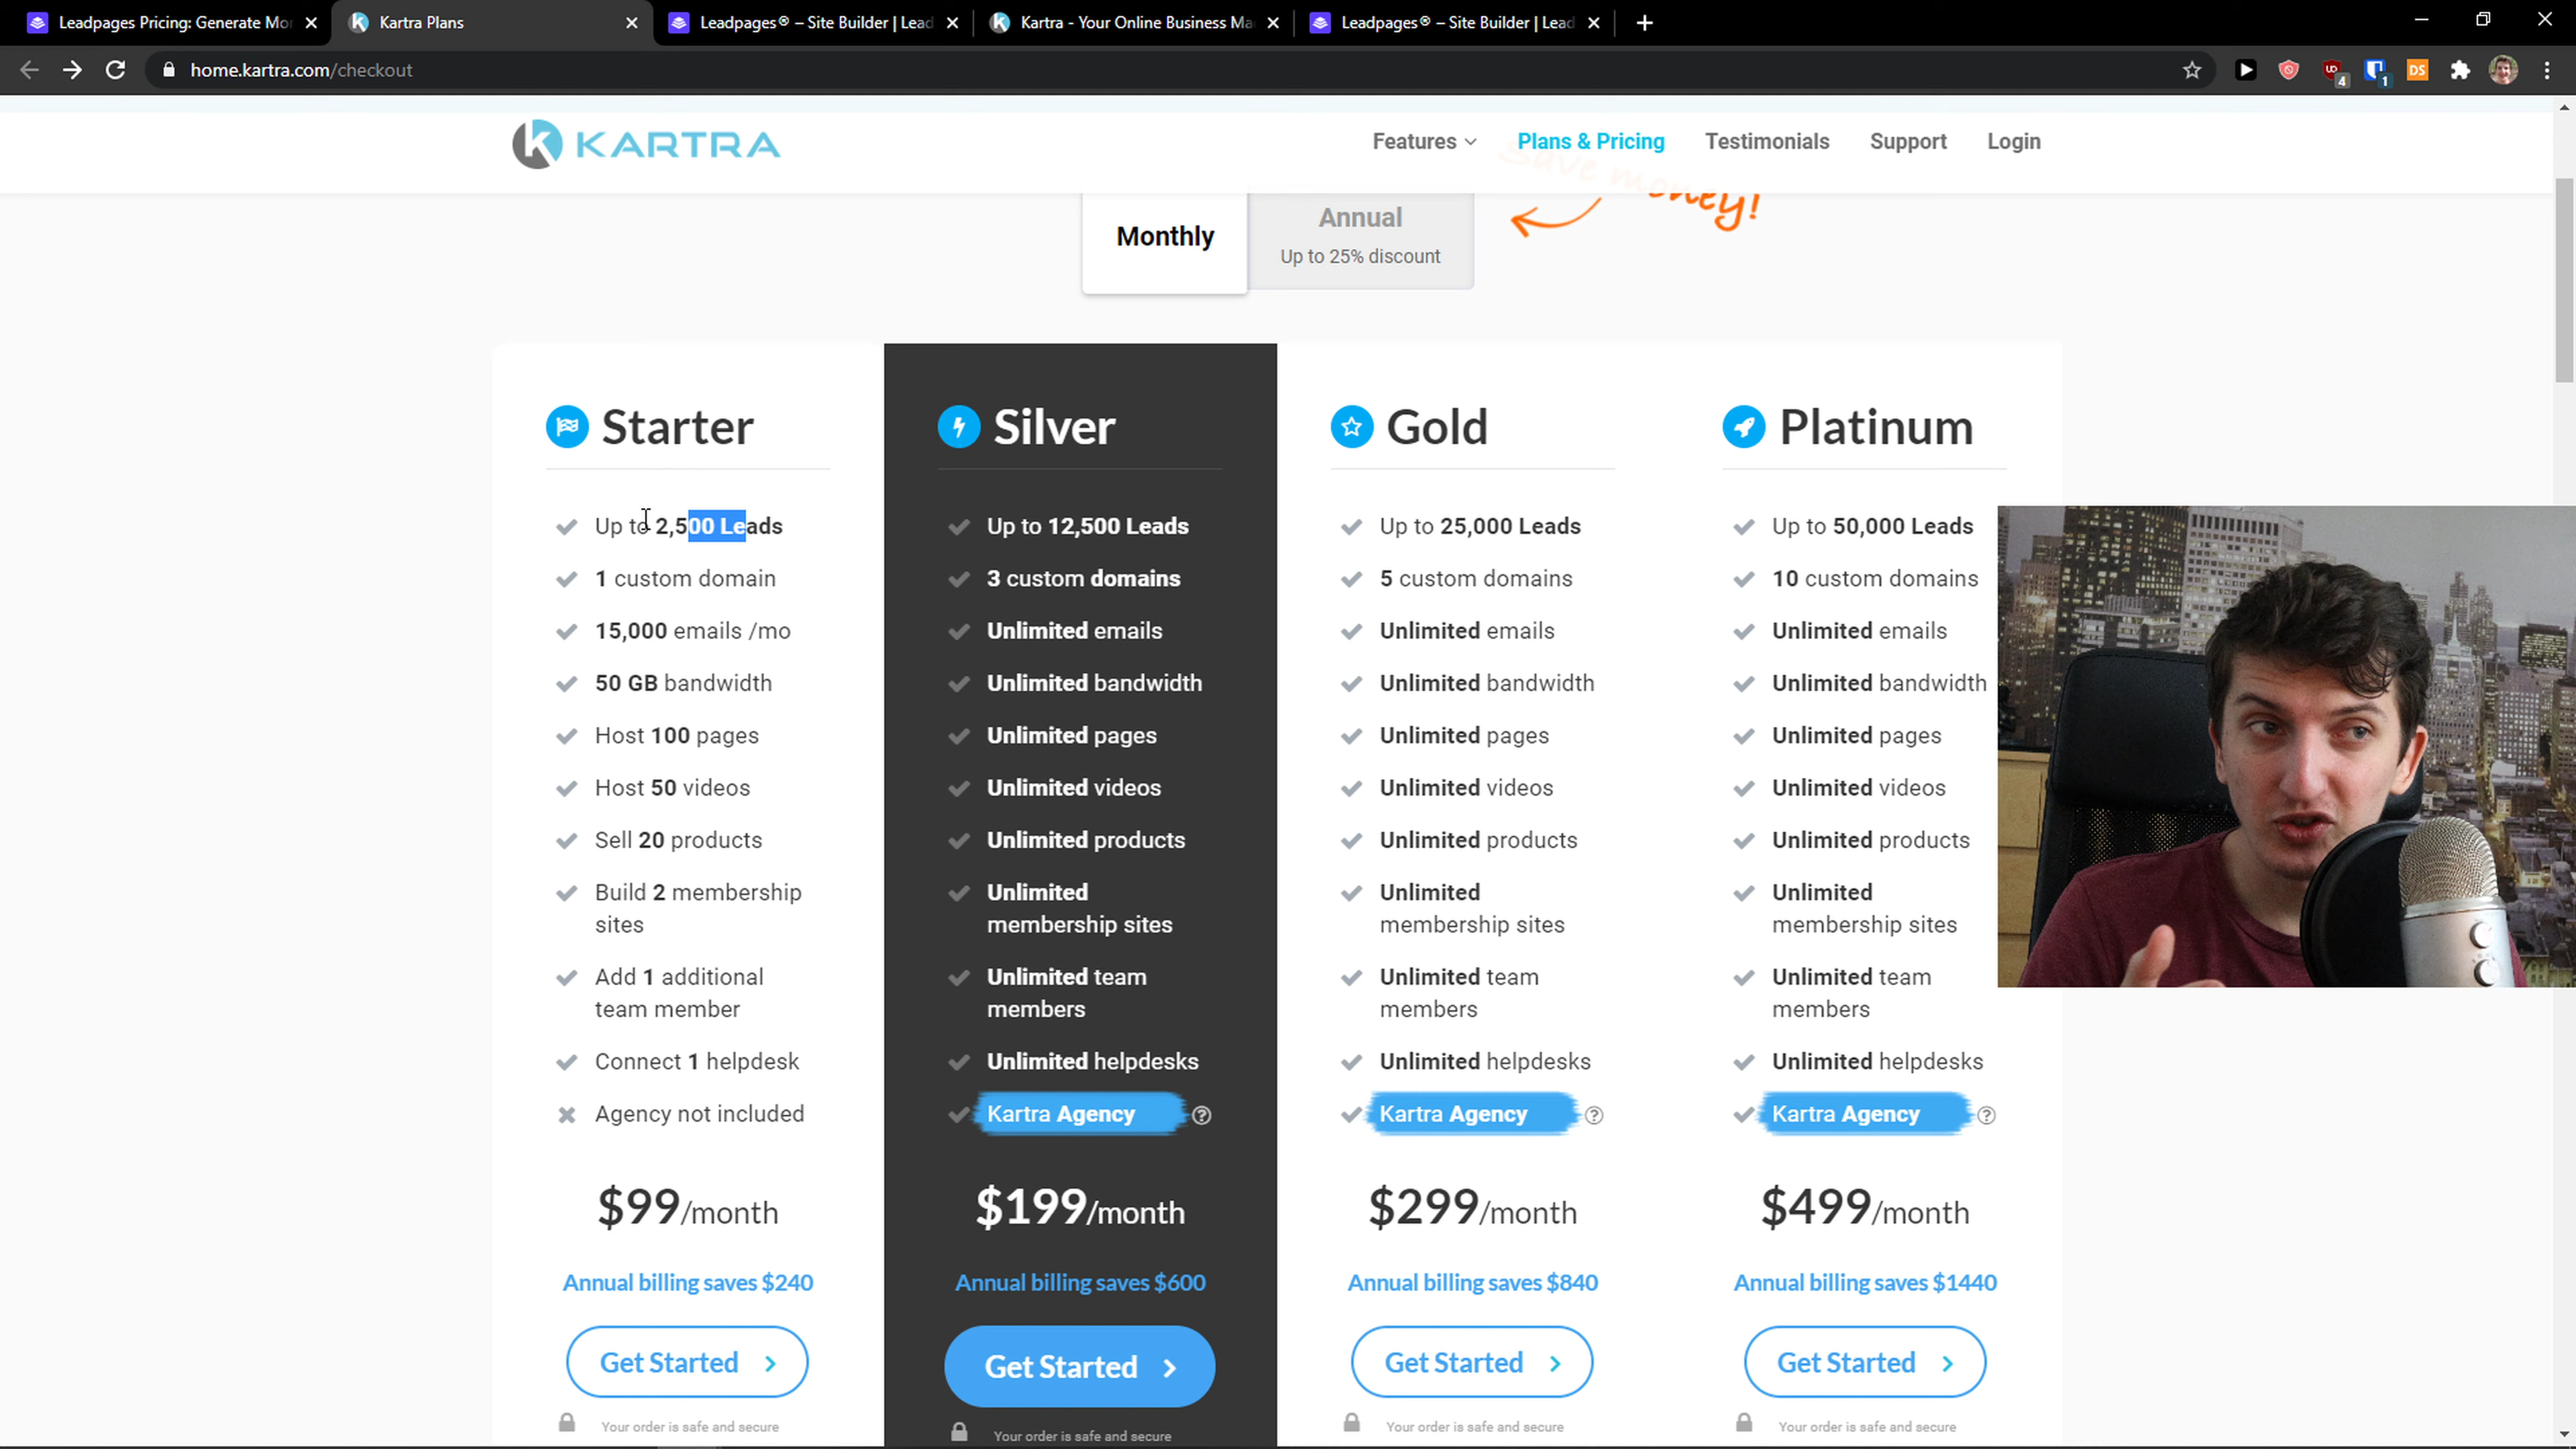 Leadpages Pricing: Generate Mor
Kartra Plans
Leadpages® – Site Builder | Lead
Kartra - Your Online Business Ma
Leadpages® – Site Builder | Lead
home.kartra.com/checkout
4
1
DS
KARTRA
Features
Plans & Pricing
Testimonials
Support
Login
Save money!
Monthly
Annual
Up to 25% discount
Starter
Up to 2,500 Leads
1 custom domain
15,000 emails /mo
50 GB bandwidth
Host 100 pages
Host 50 videos
Sell 20 products
Build 2 membership
sites
Add 1 additional
team member
Connect 1 helpdesk
Agency not included
$99/month
Annual billing saves $240
Get Started
Your order is safe and secure
Silver
Up to 12,500 Leads
3 custom domains
Unlimited emails
Unlimited bandwidth
Unlimited pages
Unlimited videos
Unlimited products
Unlimited
membership sites
Unlimited team
members
Unlimited helpdesks
Kartra Agency
$199/month
Annual billing saves $600
Get Started
Your order is safe and secure
Gold
Up to 25,000 Leads
5 custom domains
Unlimited emails
Unlimited bandwidth
Unlimited pages
Unlimited videos
Unlimited products
Unlimited
membership sites
Unlimited team
members
Unlimited helpdesks
Kartra Agency
$299/month
Annual billing saves $840
Get Started
Your order is safe and secure
Platinum
Up to 50,000 Leads
10 custom domains
Unlimited emails
Unlimited bandwidth
Unlimited pages
Unlimited videos
Unlimited products
Unlimited
membership sites
Unlimited team
members
Unlimited helpdesks
Kartra Agency
$499/month
Annual billing saves $1440
Get Started
Your order is safe and secure